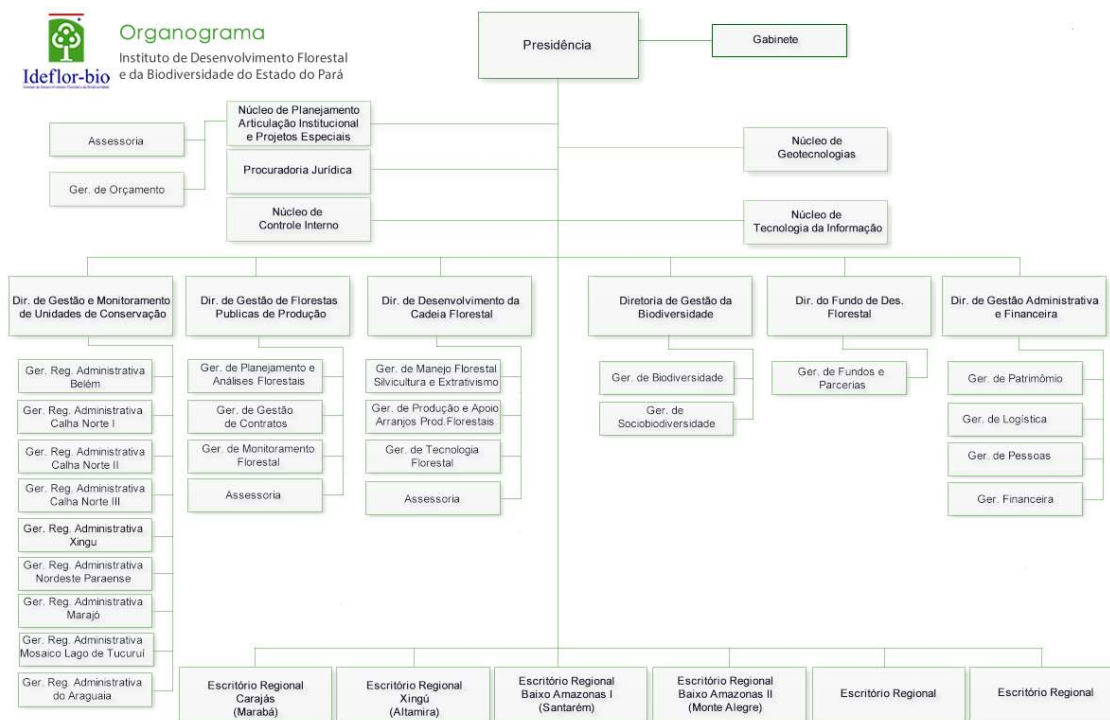 Organograma
Instituto de Desenvolvimento Florestal
e da Biodiversidade do Estado do Pará
Ideflor-bio
Presidência
Gabinete
Núcleo de Planejamento
Articulação Institucional
e Projetos Especiais
Assessoria
Ger. de Orçamento
Procuradoria Jurídica
Núcleo de
Controle Interno
Núcleo de
Geotecnologias
Núcleo de
Tecnologia da Informação
Dir. de Gestão e Monitoramento
de Unidades de Conservação
Dir. de Gestão de Florestas
Publicas de Produção
Dir. de Desenvolvimento da
Cadeia Florestal
Diretoria de Gestão da
Biodiversidade
Dir. do Fundo de Des.
Florestal
Dir. de Gestão Administrativa
e Financeira
Ger. Reg. Administrativa
Belém
Ger. Reg. Administrativa
Calha Norte I
Ger. Reg. Administrativa
Calha Norte II
Ger. Reg. Administrativa
Calha Norte III
Ger. Reg. Administrativa
Xingu
Ger. Reg. Administrativa
Nordeste Paraense
Ger. Reg. Administrativa
Marajó
Ger. Reg. Administrativa
Mosaico Lago de Tucuruí
Ger. Reg. Administrativa
do Araguaia
Ger. de Planejamento e
Análises Florestais
Ger. de Gestão
de Contratos
Ger. de Monitoramento
Florestal
Assessoria
Ger. de Manejo Florestal
Silvicultura e Extrativismo
Ger. de Produção e Apoio
Arranjos Prod.Florestais
Ger. de Tecnologia
Florestal
Assessoria
Ger. de Biodiversidade
Ger. de
Sociobiodiversidade
Ger. de Fundos e
Parcerias
Ger. de Patrimômio
Ger. de Logística
Ger. de Pessoas
Ger. Financeira
Escritório Regional
Carajás
(Marabá)
Escritório Regional
Xingú
(Altamira)
Escritório Regional
Baixo Amazonas I
(Santarém)
Escritório Regional
Baixo Amazonas II
(Monte Alegre)
Escritório Regional
Escritório Regional